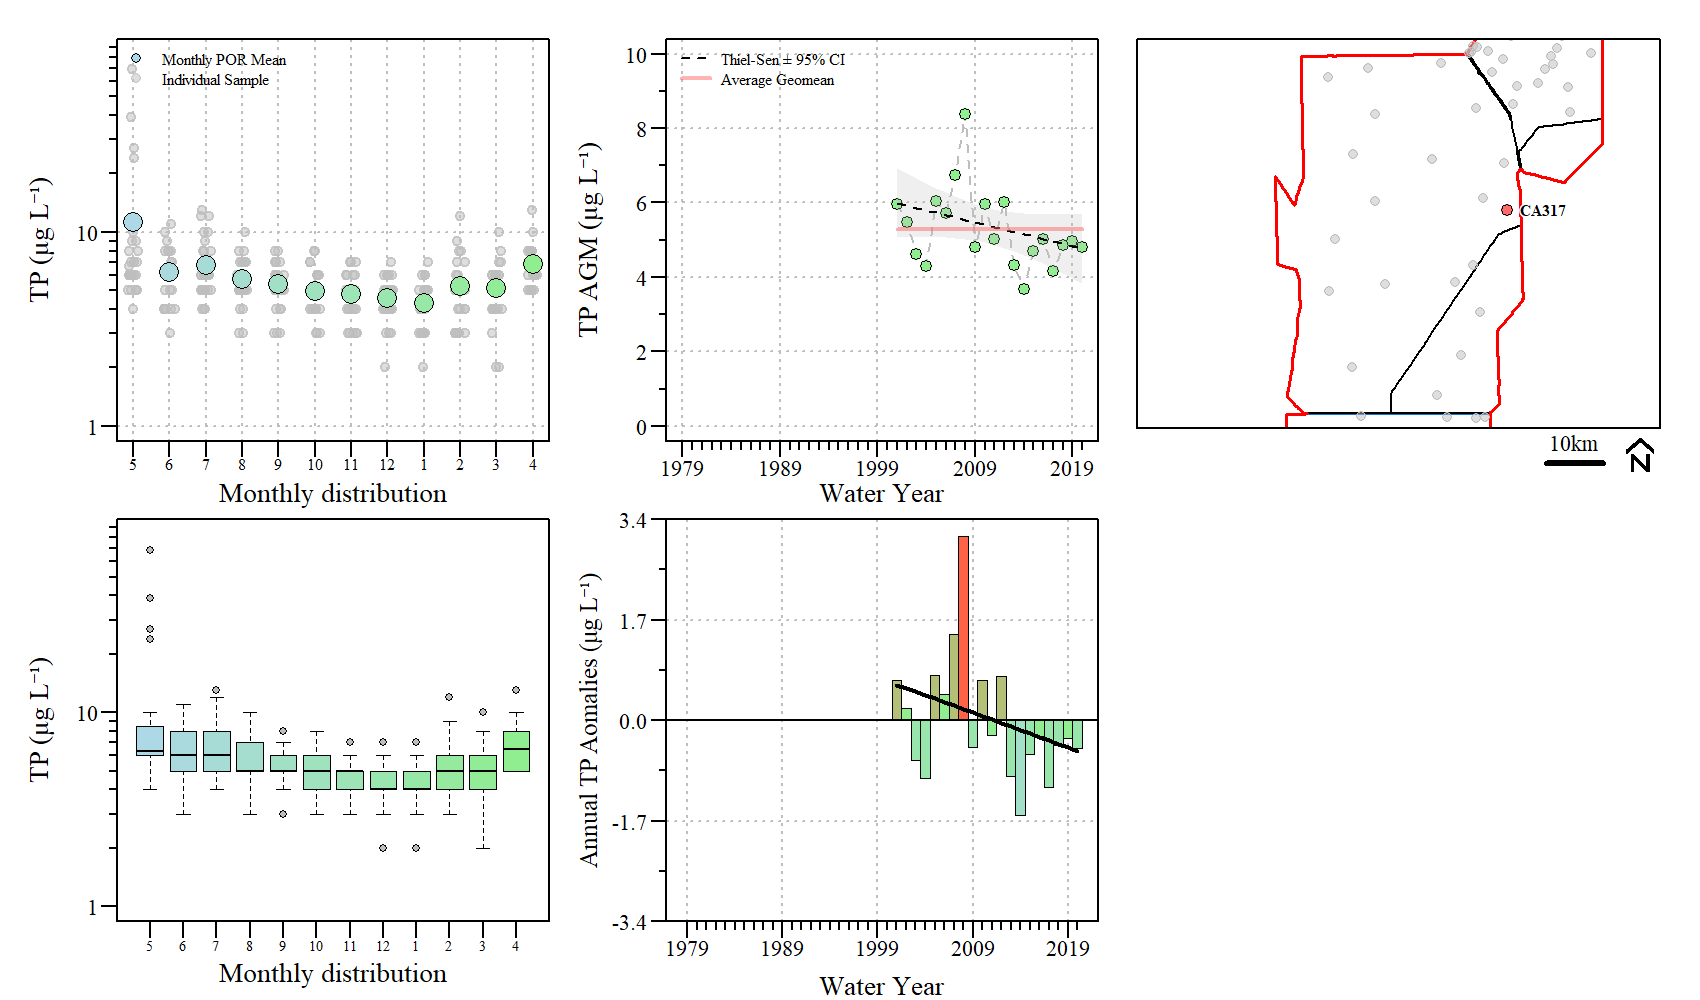 Monthly POR Mean
Individual Sample
TP (µg L⁻¹)
10
1
5 6 7 8 9 10 11 12 1 2 3 4
Monthly distribution
Thiel-Sen ± 95% CI
Average Geomean
TP AGM (µg L⁻¹)
10
8
6
4
2
0
1979 1989 1999 2009 2019
Water Year
CA317
10km
N
TP (µg L⁻¹)
10
1
5 6 7 8 9 10 11 12 1 2 3 4
Monthly distribution
Annual TP Aomalies (µg L⁻¹)
3.4
1.7
0.0
-1.7
-3.4
1979 1989 1999 2009 2019
Water Year